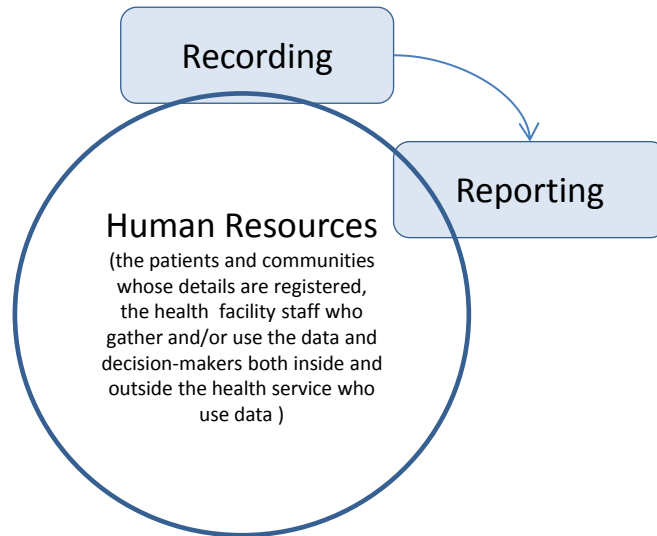 Recording
Reporting
Human Resources
(the patients and communities
whose details are registered,
the health facility staff who
gather and/or use the data and
decision-makers both inside and
outside the health service who
use data )